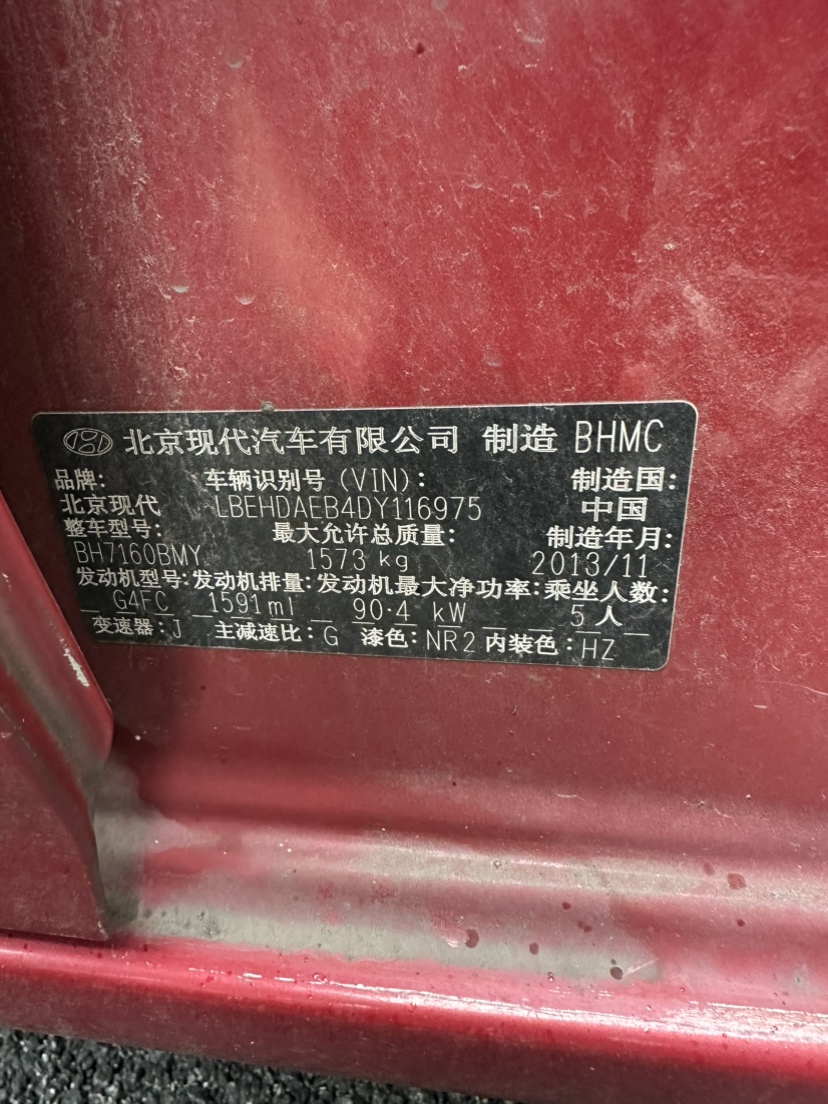 北京现代汽车有限公司 制造 BHMC
品牌: 车辆识别号 (VIN): 制造国:
北京现代 LBEHDAEB4DY116975 中国
整车型号: 最大允许总质量: 制造年月:
BH7160BMY 1573 kg 2013/11
发动机型号: 发动机排量: 发动机最大净功率: 乘坐人数:
G4FC 1591 ml 90.4 kW 5 人
变速器: J 主减速比: G 漆色: NR2 内装色: HZ